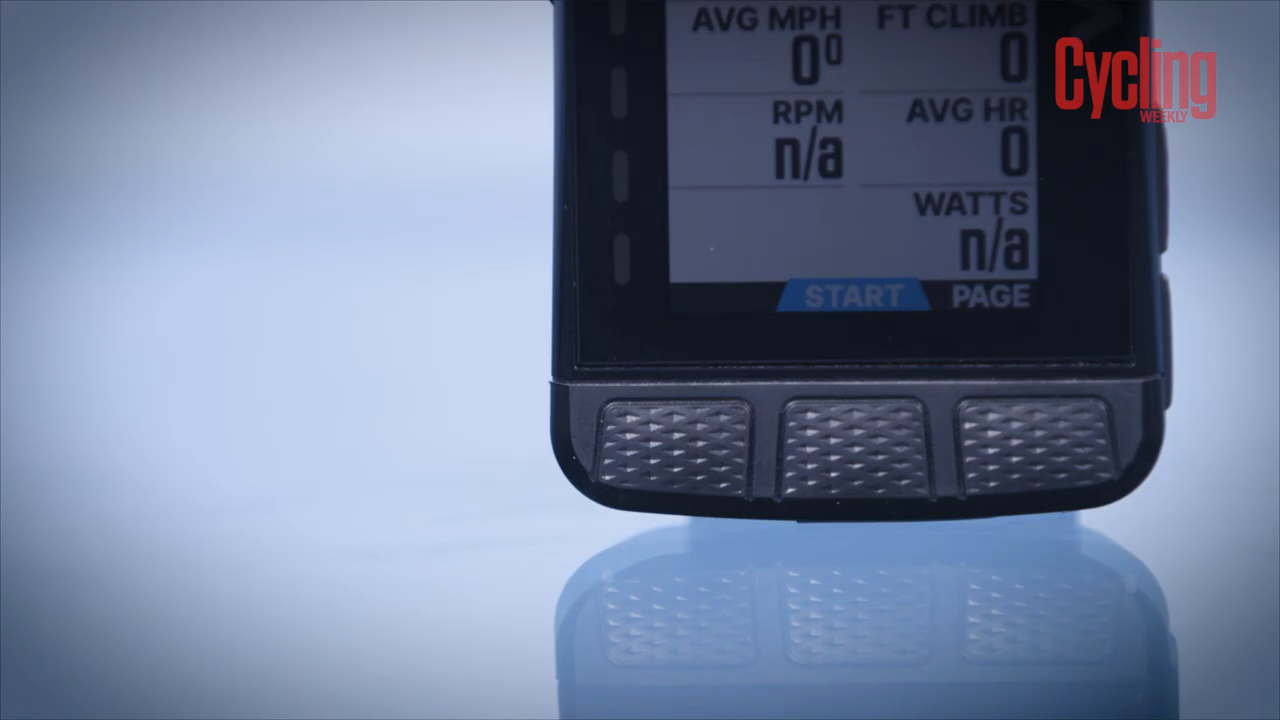 AVG MPH FT CLIMB
0⁰ 0
RPM AVG HR
n/a 0
WATTS
n/a
START PAGE
Cycling
WEEKLY